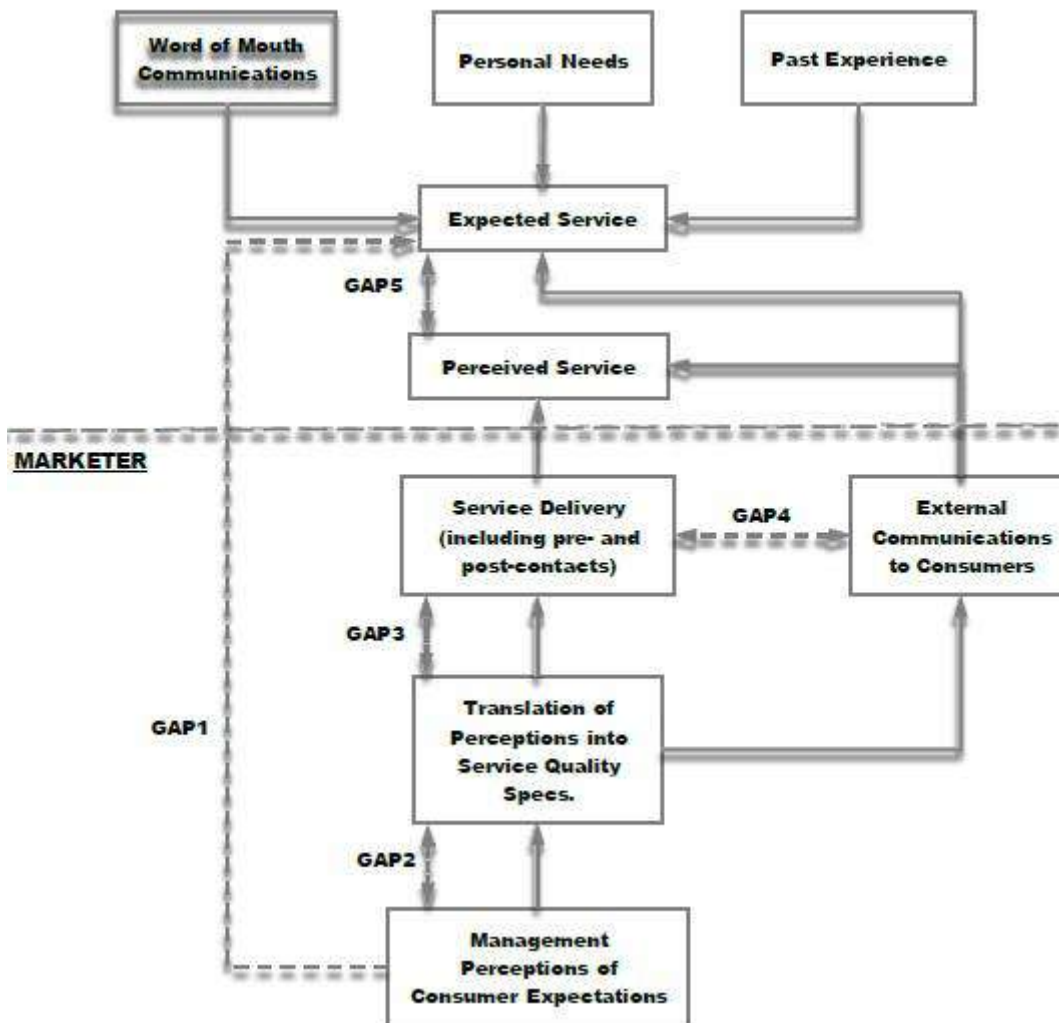 Word of Mouth
Communications
Personal Needs
Past Experience
Expected Service
GAP5
Perceived Service
MARKETER
Service Delivery
(including pre- and
post-contacts)
GAP4
External
Communications
to Consumers
GAP3
Translation of
Perceptions into
Service Quality
Specs.
GAP1
GAP2
Management
Perceptions of
Consumer Expectations